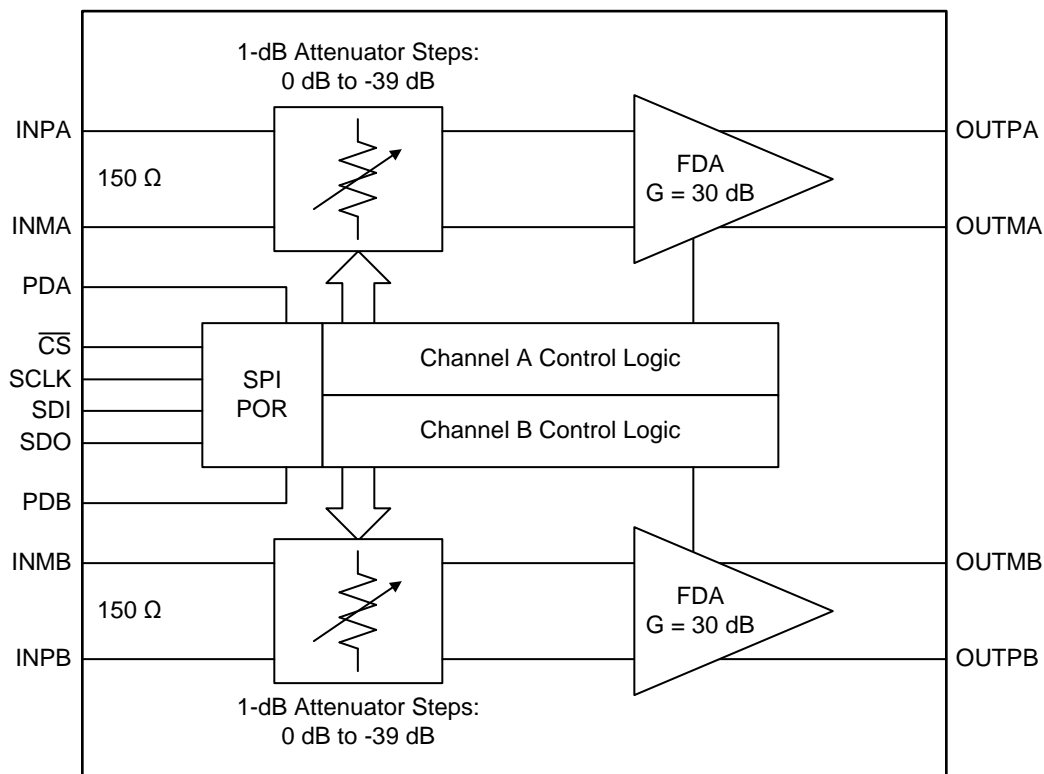 1-dB Attenuator Steps:
0 dB to -39 dB
INPA
OUTPA
150 Ω
FDA
G = 30 dB
INMA
OUTMA
PDA
CS
SCLK
SDI
SDO
SPI
POR
Channel A Control Logic
Channel B Control Logic
PDB
INMB
OUTMB
150 Ω
FDA
G = 30 dB
INPB
OUTPB
1-dB Attenuator Steps:
0 dB to -39 dB